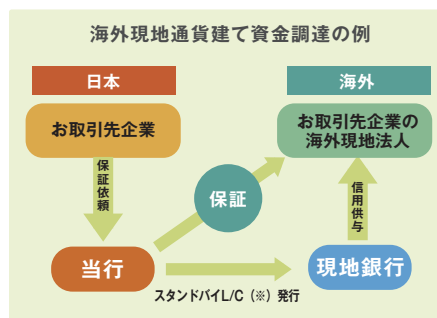 海外現地通貨建て資金調達の例
日本
海外
お取引先企業
お取引先企業の
海外現地法人
保証依頼
保証
信用供与
当行
現地銀行
スタンドバイL/C（※）発行